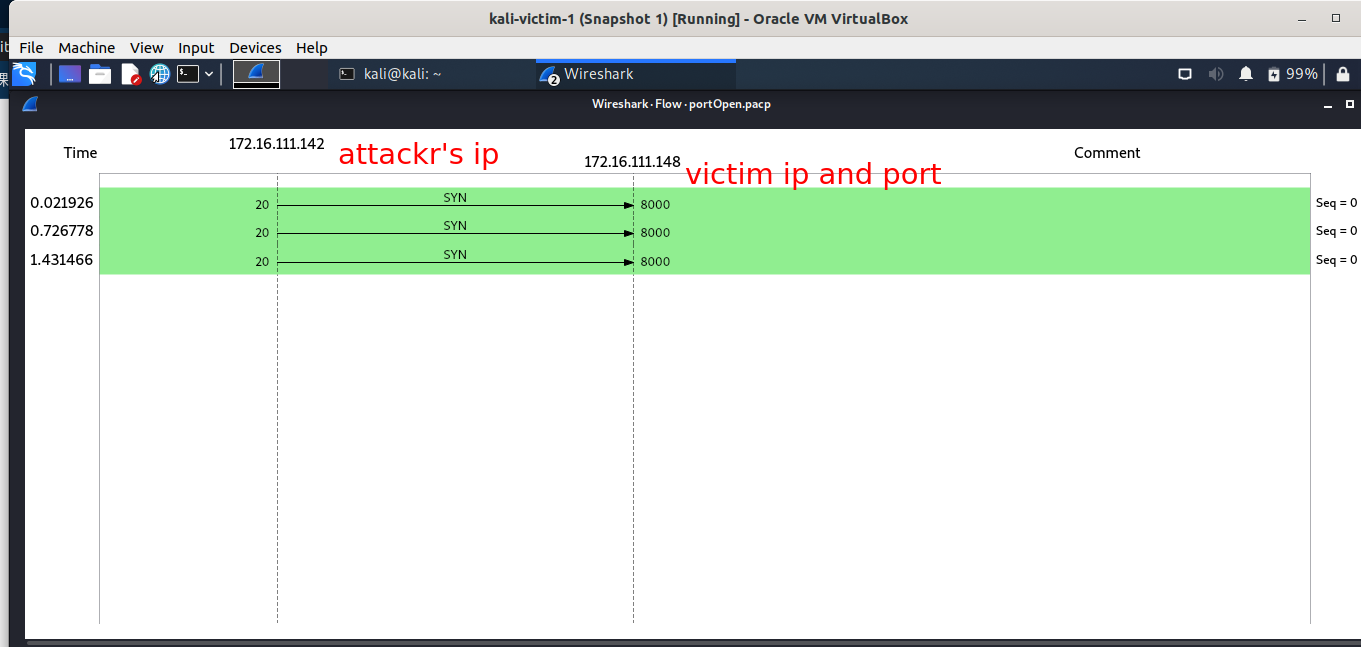 kali-victim-1 (Snapshot 1) [Running] - Oracle VM VirtualBox
File Machine View Input Devices Help
kali@kali: ~ Wireshark 99%
Wireshark · Flow · portOpen.pacp
172.16.111.142
attackr's ip
Time 172.16.111.148 Comment
victim ip and port
0.021926 20 SYN 8000 Seq = 0
0.726778 20 SYN 8000 Seq = 0
1.431466 20 SYN 8000 Seq = 0